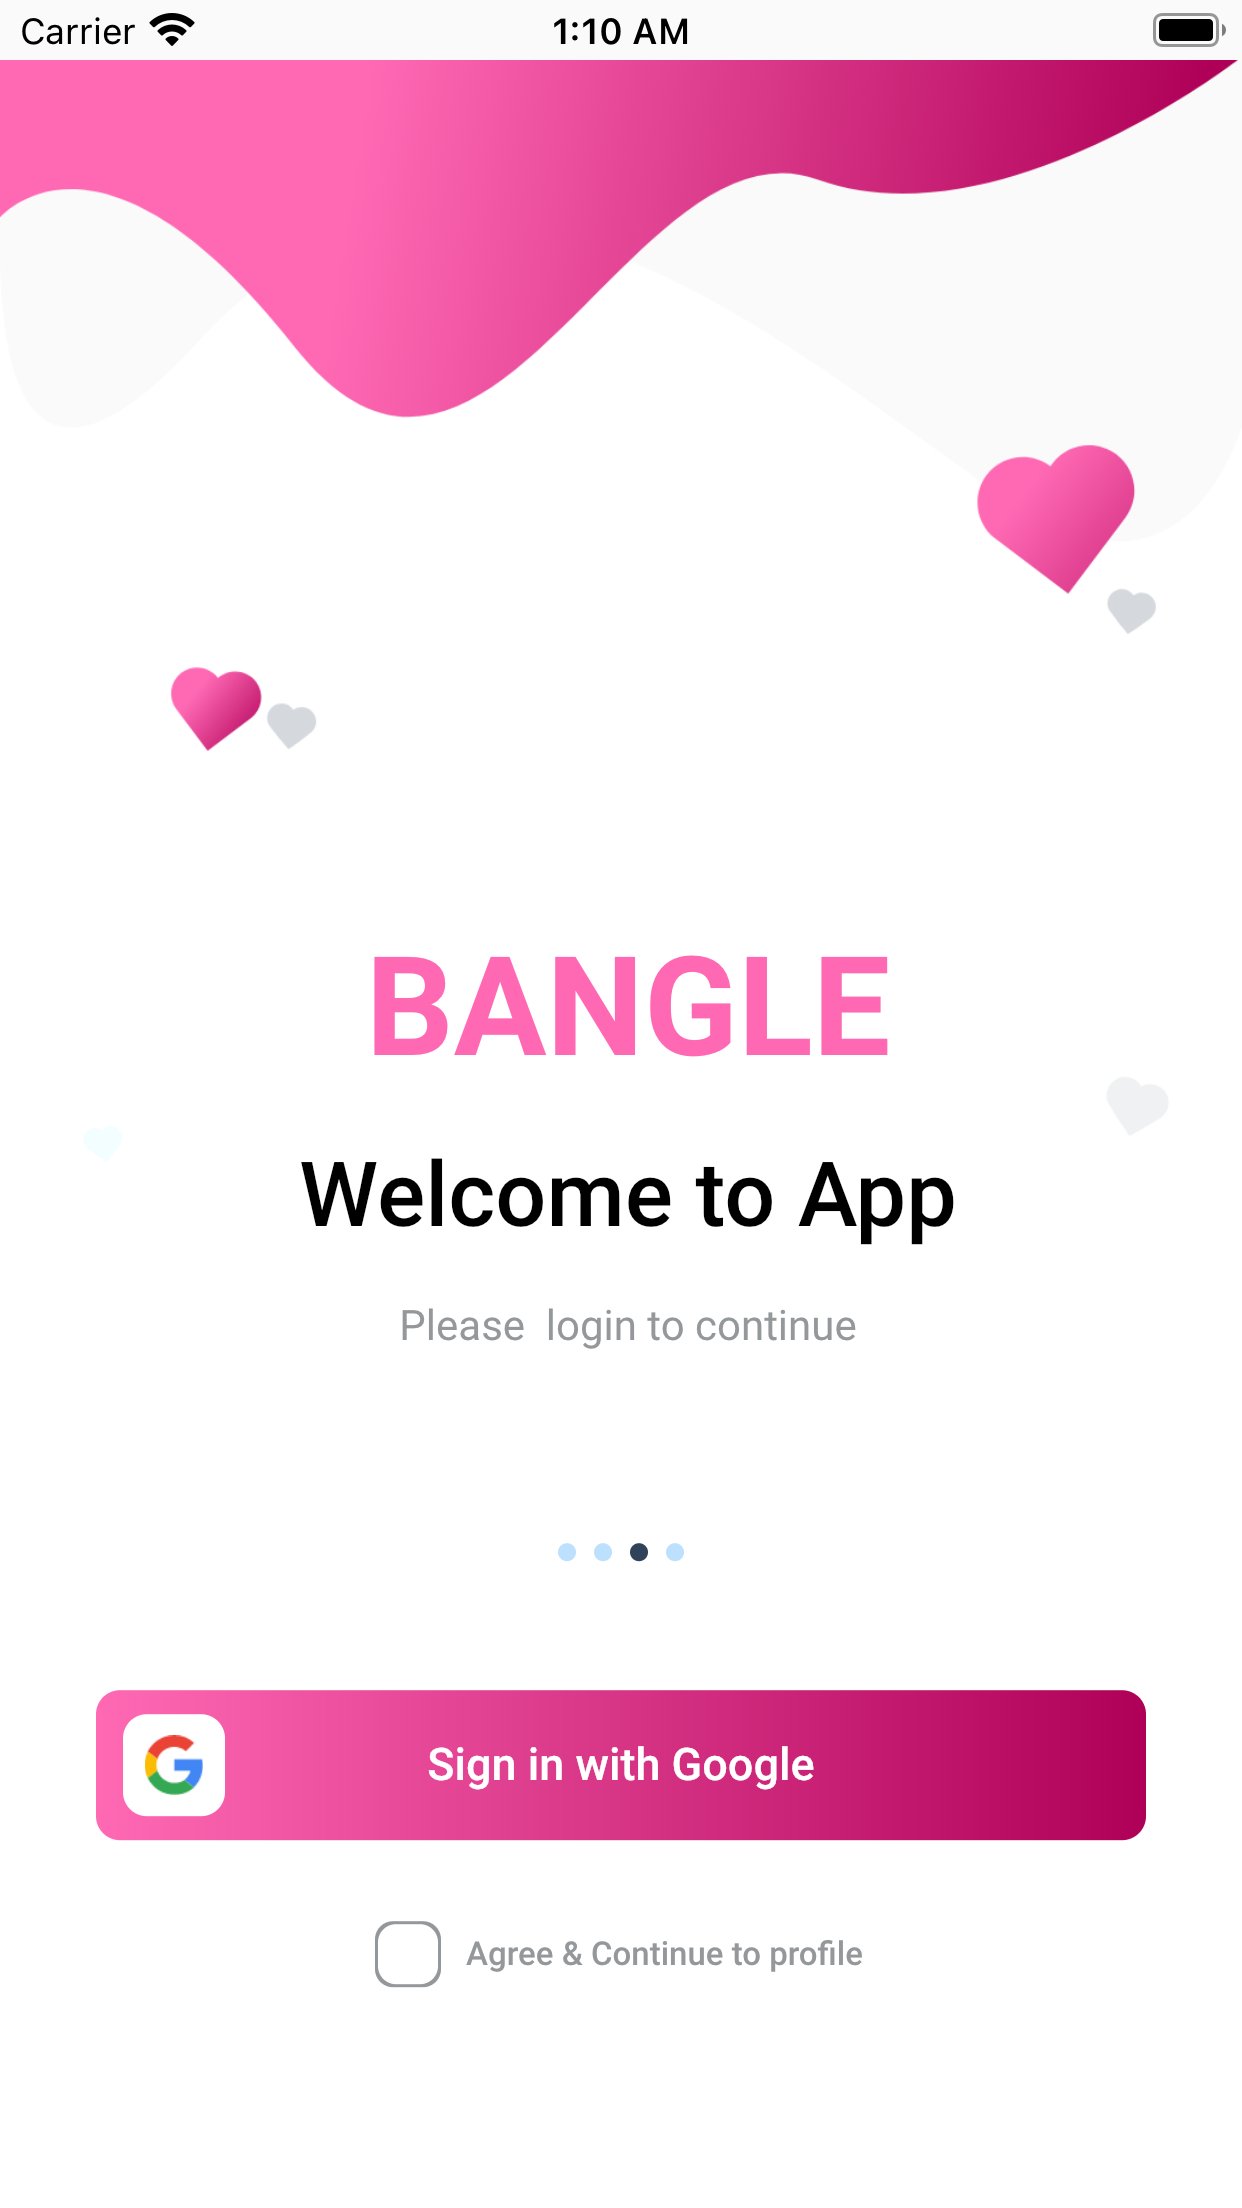 Carrier 1:10 AM
BANGLE
Welcome to App
Please  login to continue
Sign in with Google
Agree & Continue to profile